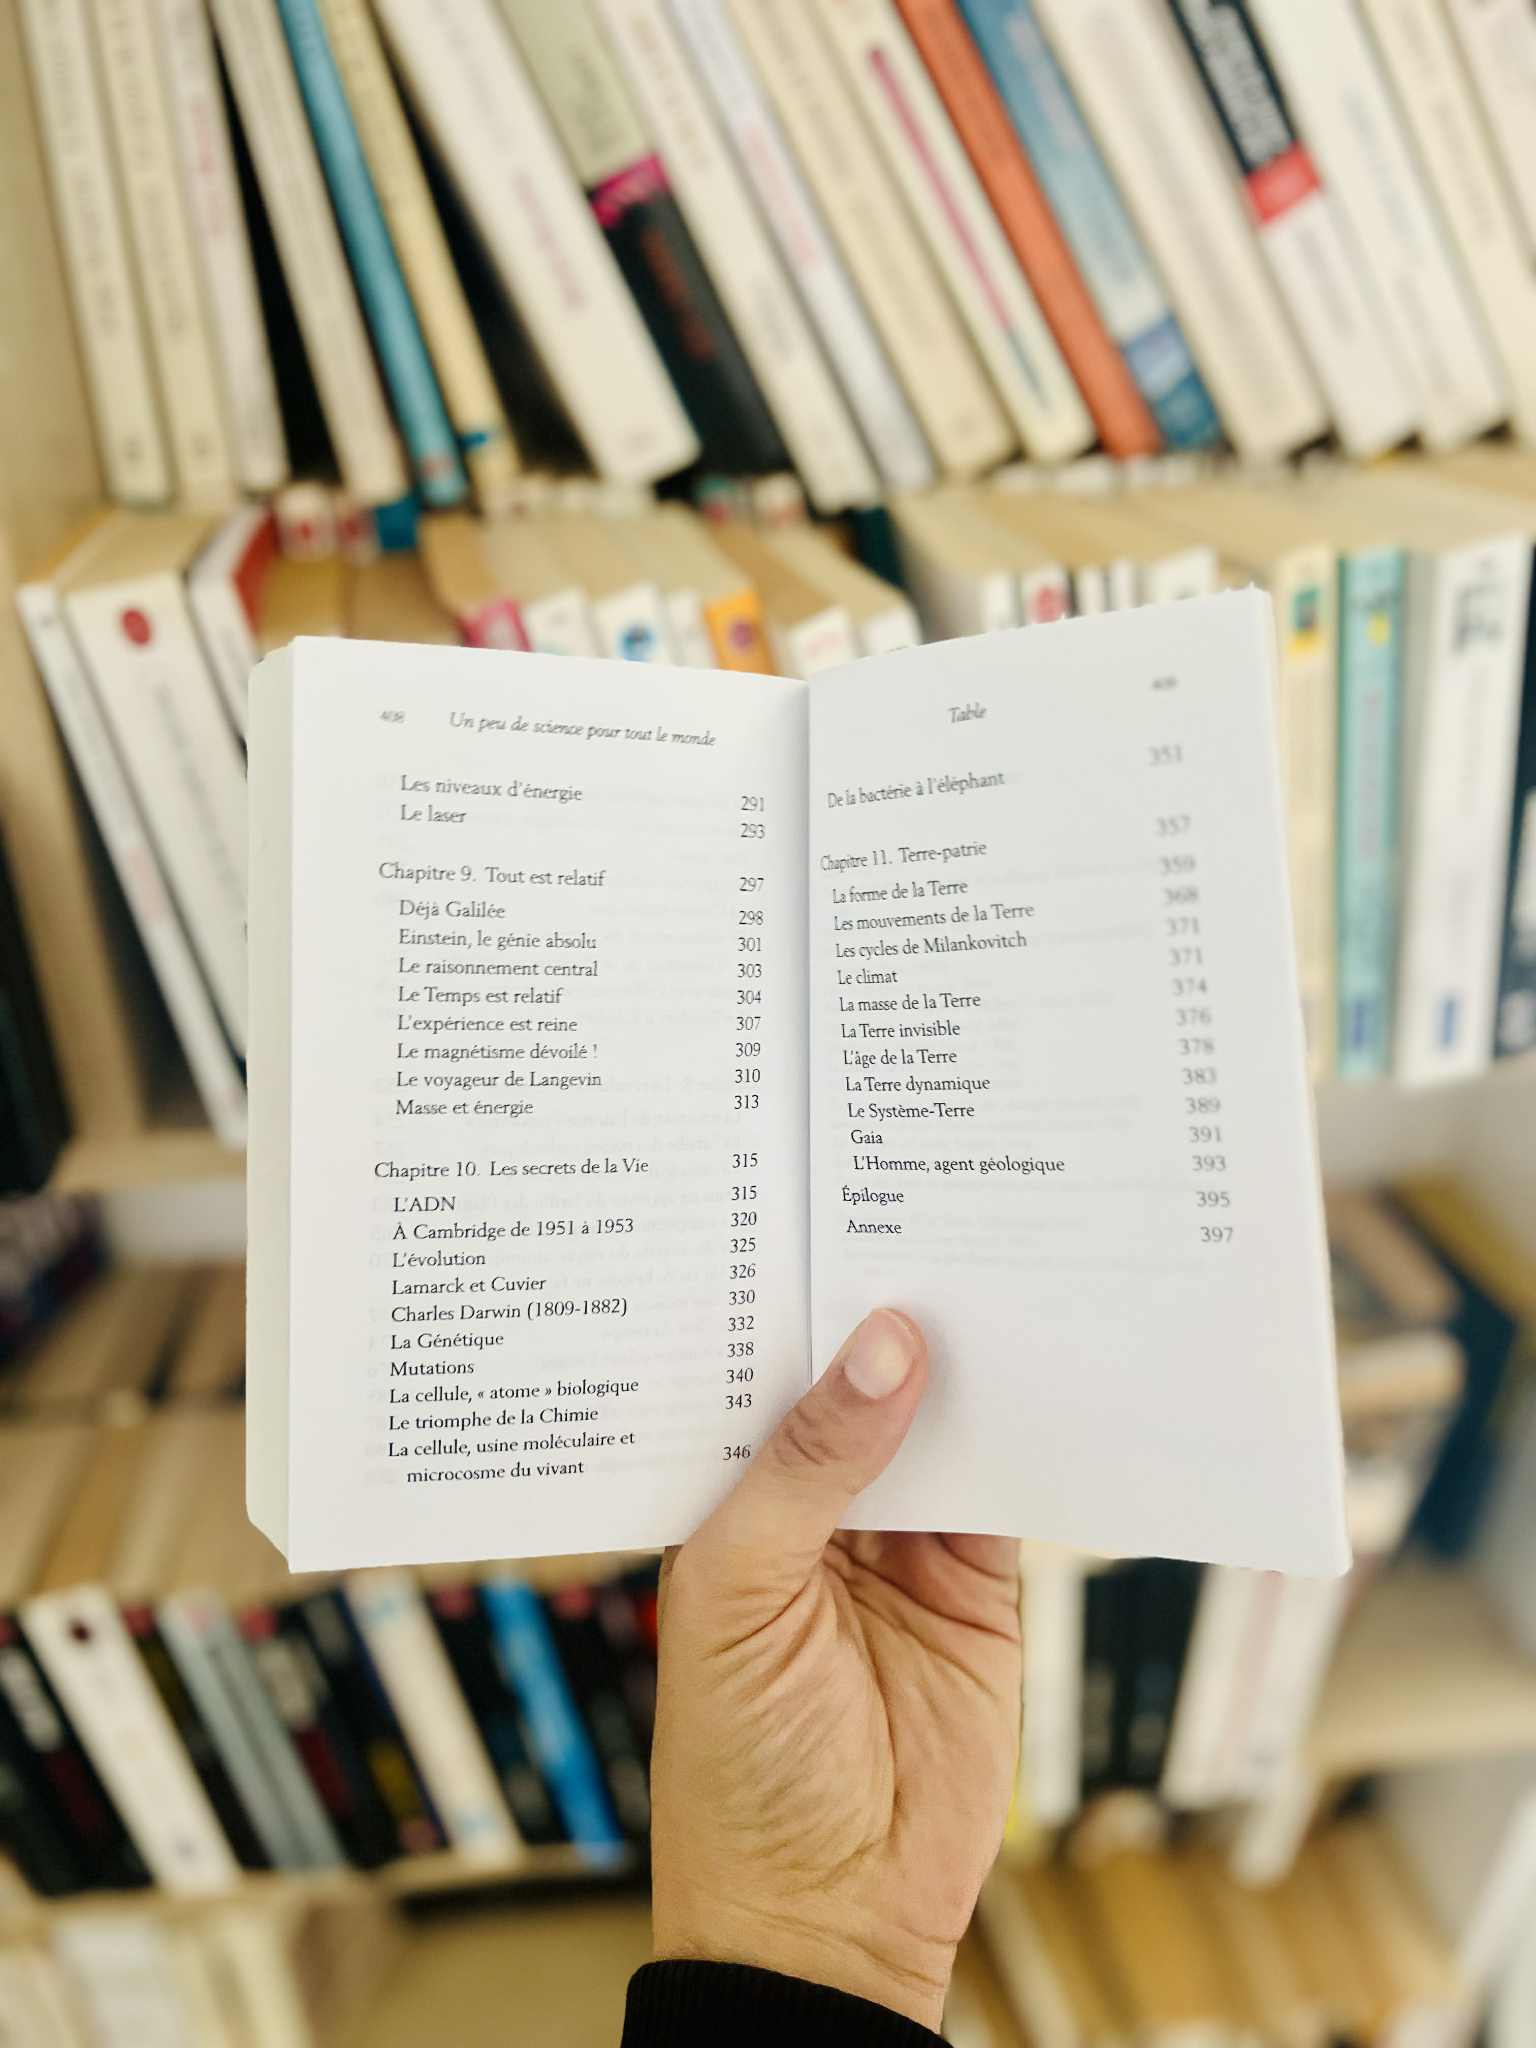 408 Un peu de science pour tout le monde
Les niveaux d'énergie 291
Le laser 293
Chapitre 9. Tout est relatif 297
Déjà Galilée 298
Einstein, le génie absolu 301
Le raisonnement central 303
Le Temps est relatif 304
L'expérience est reine 307
Le magnétisme dévoilé ! 309
Le voyageur de Langevin 310
Masse et énergie 313
Chapitre 10. Les secrets de la Vie 315
L'ADN 315
À Cambridge de 1951 à 1953 320
L'évolution 325
Lamarck et Cuvier 326
Charles Darwin (1809-1882) 330
La Génétique 332
Mutations 338
La cellule, « atome » biologique 340
Le triomphe de la Chimie 343
La cellule, usine moléculaire et
microcosme du vivant 346
Table 409
De la bactérie à l'éléphant 351
Chapitre 11. Terre-patrie 357
La forme de la Terre 359
Les mouvements de la Terre 368
Les cycles de Milankovitch 371
Le climat 371
La masse de la Terre 374
La Terre invisible 376
L'âge de la Terre 378
La Terre dynamique 383
Le Système-Terre 389
Gaia 391
L'Homme, agent géologique 393
Épilogue 395
Annexe 397